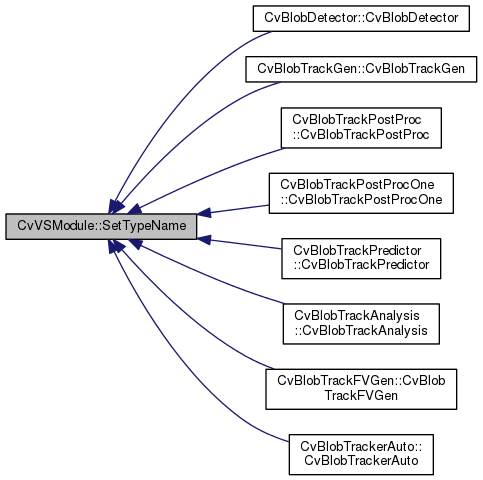 CvBlobDetector::CvBlobDetector
CvBlobTrackGen::CvBlobTrackGen
CvBlobTrackPostProc
::CvBlobTrackPostProc
CvBlobTrackPostProcOne
::CvBlobTrackPostProcOne
CvVSModule::SetTypeName
CvBlobTrackPredictor
::CvBlobTrackPredictor
CvBlobTrackAnalysis
::CvBlobTrackAnalysis
CvBlobTrackFVGen::CvBlob
TrackFVGen
CvBlobTrackerAuto::
CvBlobTrackerAuto